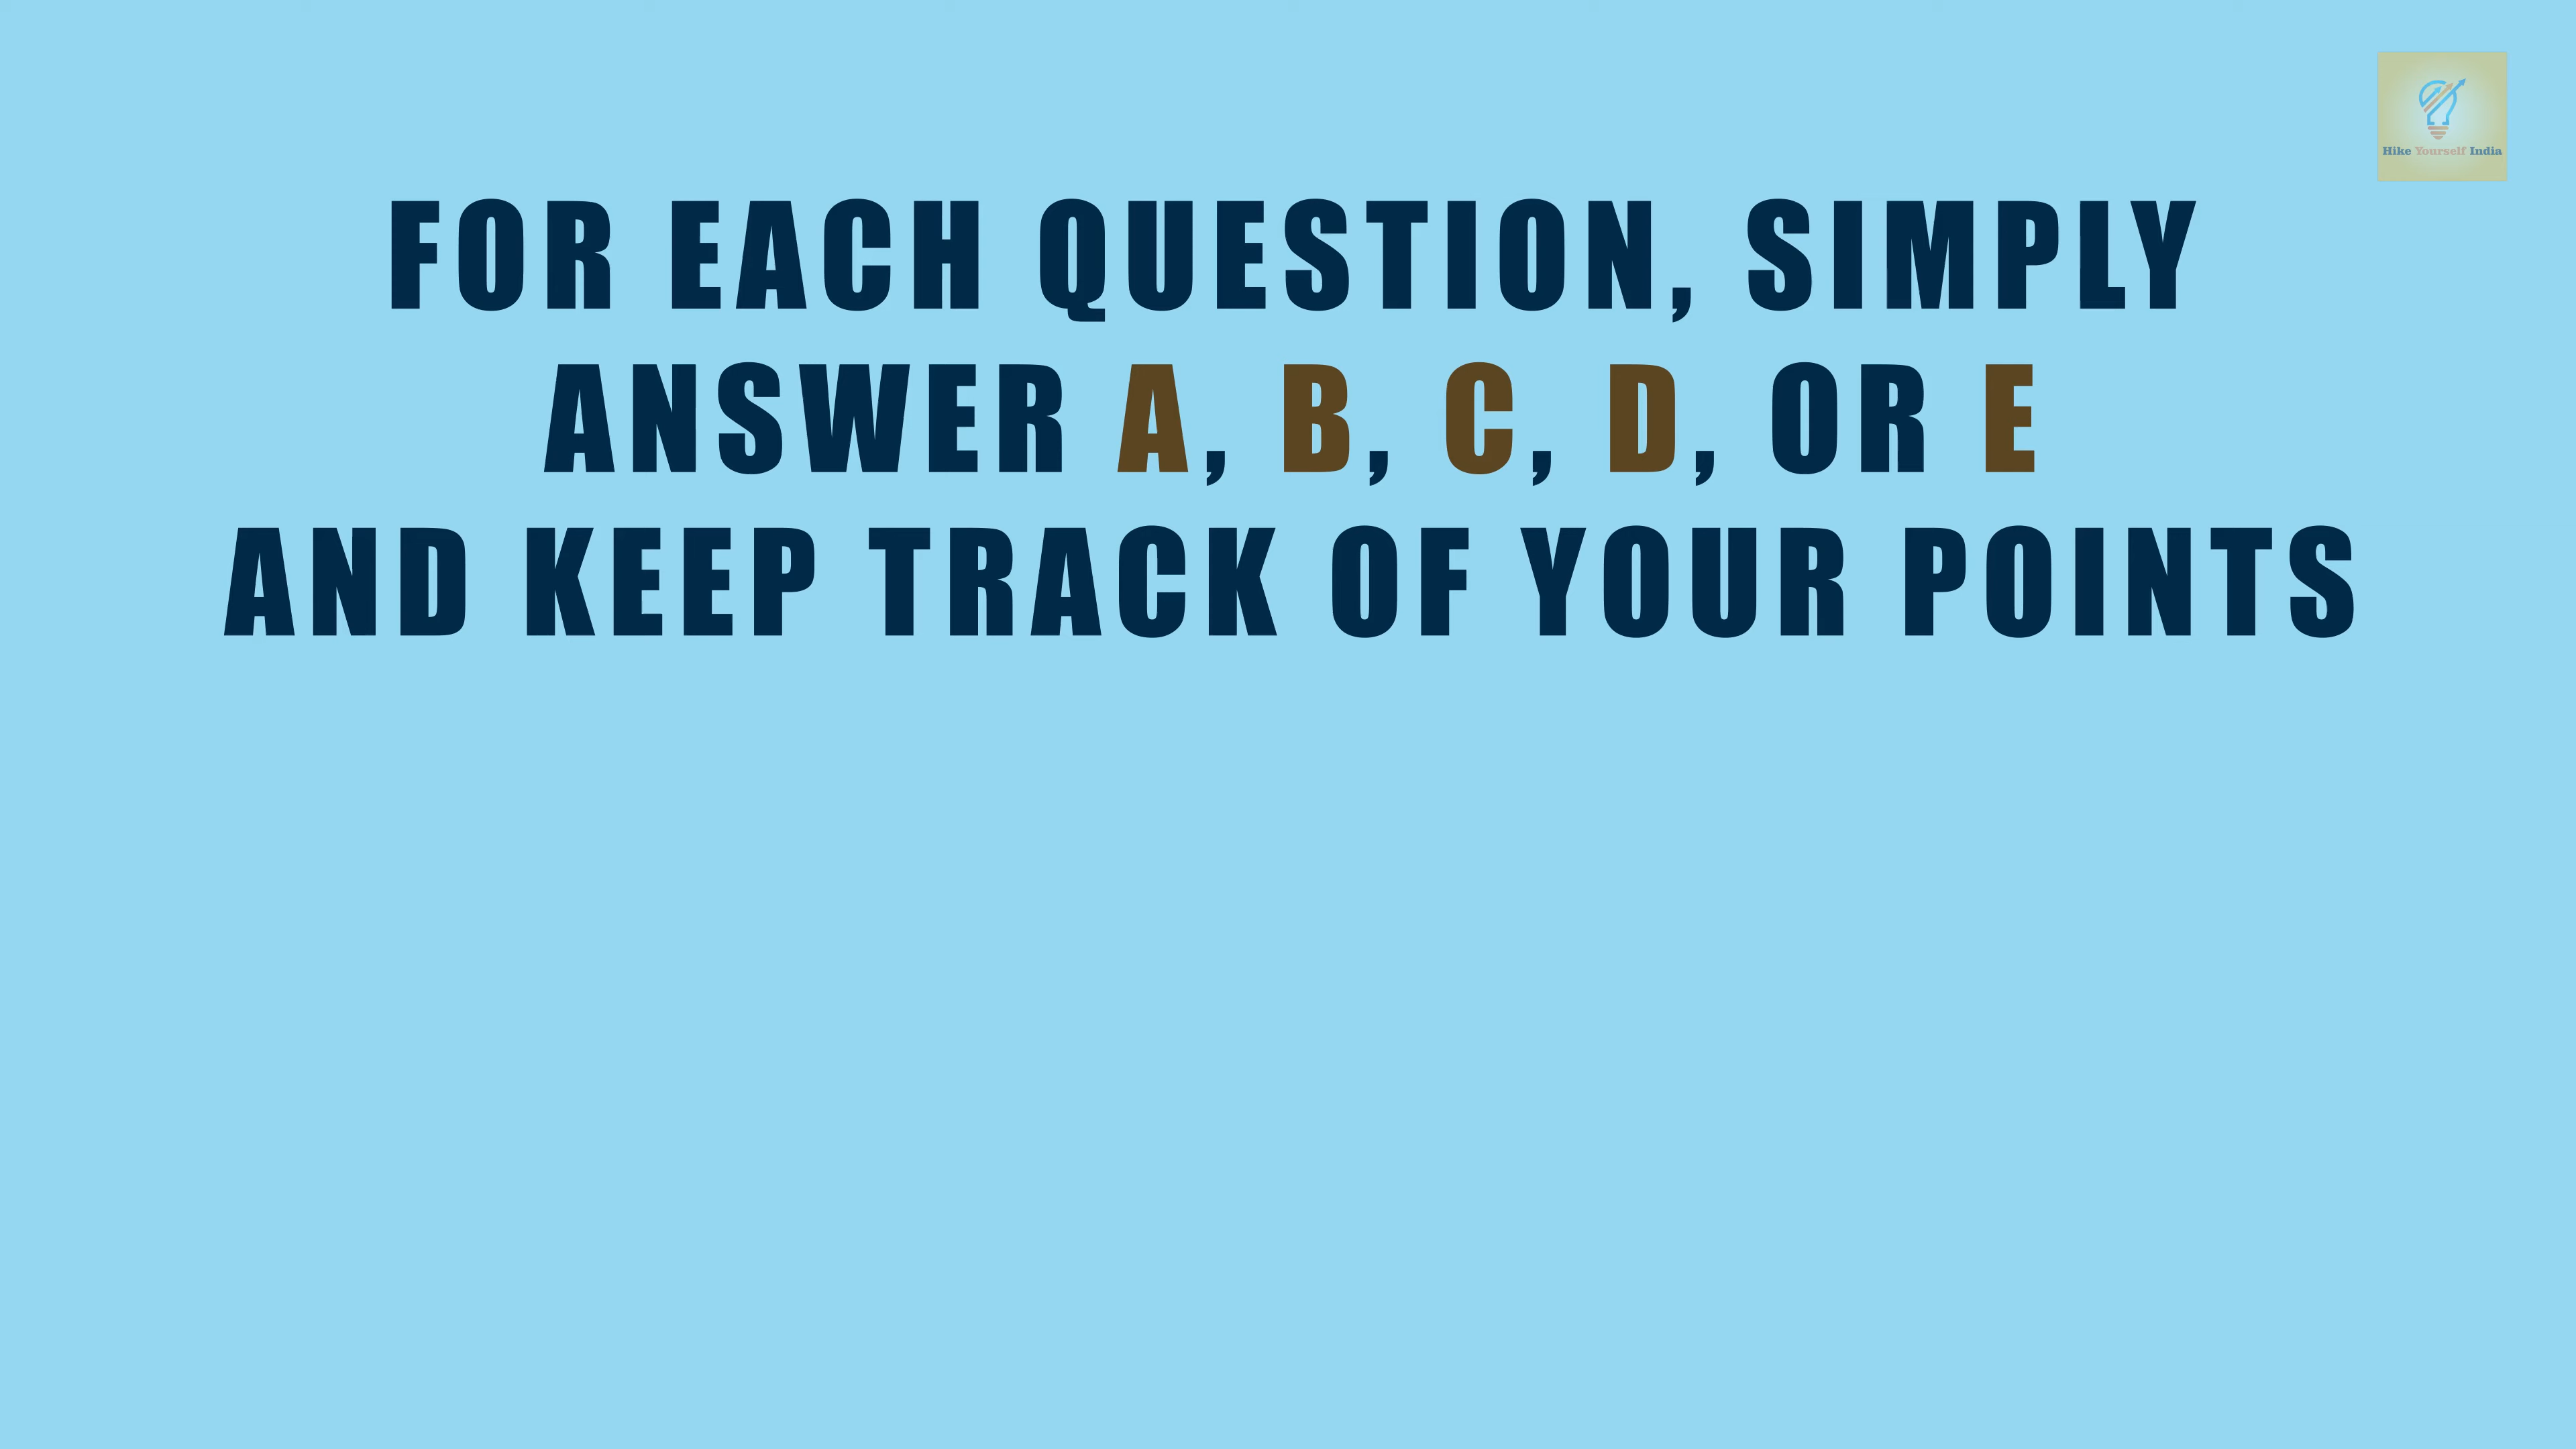 Hike Yourself India
FOR EACH QUESTION, SIMPLY
ANSWER A, B, C, D, OR E
AND KEEP TRACK OF YOUR POINTS